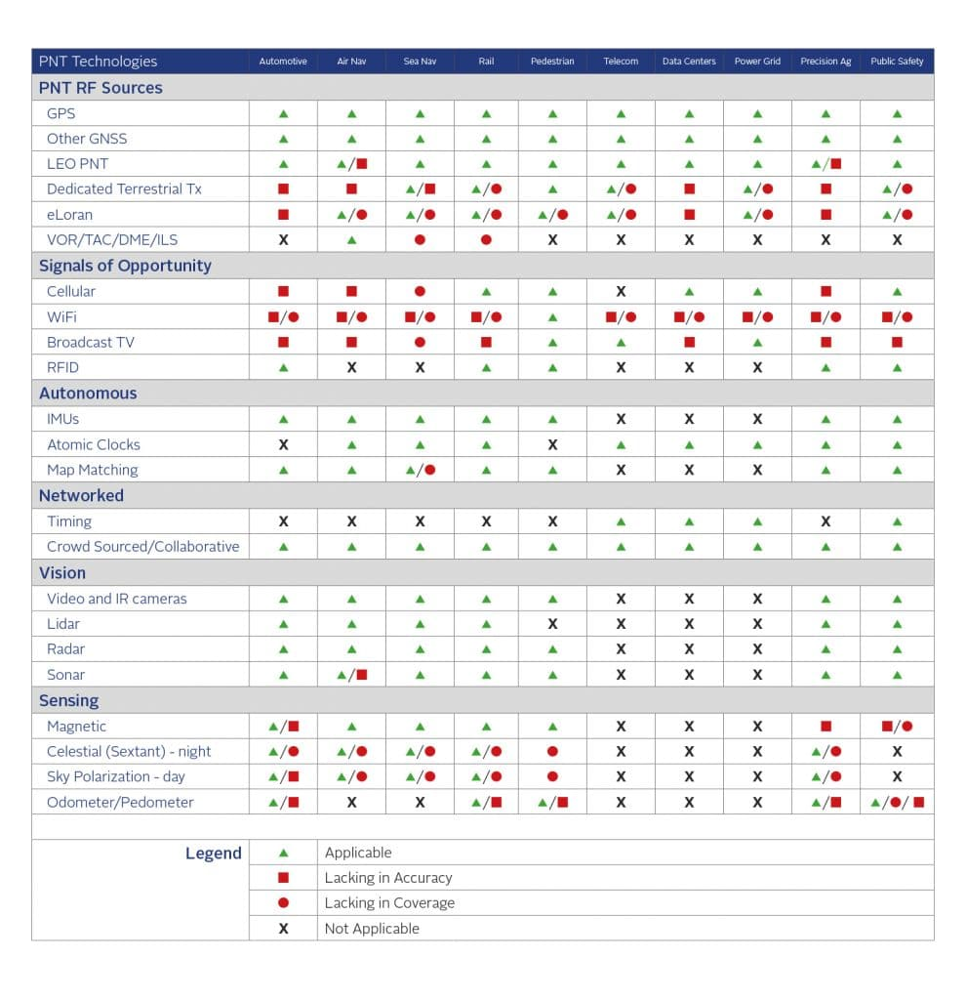 PNT Technologies Automotive Air Nav Sea Nav Rail Pedestrian Telecom Data Centers Power Grid Precision Ag Public Safety
PNT RF Sources
GPS ▲ ▲ ▲ ▲ ▲ ▲ ▲ ▲ ▲ ▲
Other GNSS ▲ ▲ ▲ ▲ ▲ ▲ ▲ ▲ ▲ ▲
LEO PNT ▲ ▲/■ ▲ ▲ ▲ ▲ ▲ ▲ ▲/■ ▲
Dedicated Terrestrial Tx ■ ■ ▲/■ ▲/● ▲ ▲/● ■ ▲/● ■ ▲/●
eLoran ■ ▲/● ▲/● ▲/● ▲/● ▲/● ■ ▲/● ■ ▲/●
VOR/TAC/DME/ILS X ▲ ● ● X X X X X X
Signals of Opportunity
Cellular ■ ■ ● ▲ ▲ X ▲ ▲ ■ ▲
WiFi ■/● ■/● ■/● ■/● ▲ ■/● ■/● ■/● ■/● ■/●
Broadcast TV ■ ■ ● ■ ▲ ▲ ■ ▲ ■ ■
RFID ▲ X X ▲ ▲ X X X ▲ ▲
Autonomous
IMUs ▲ ▲ ▲ ▲ ▲ X X X ▲ ▲
Atomic Clocks X ▲ ▲ ▲ X ▲ ▲ ▲ ▲ ▲
Map Matching ▲ ▲ ▲/● ▲ ▲ X X X ▲ ▲
Networked
Timing X X X X X ▲ ▲ ▲ X ▲
Crowd Sourced/Collaborative ▲ ▲ ▲ ▲ ▲ ▲ ▲ ▲ ▲ ▲
Vision
Video and IR cameras ▲ ▲ ▲ ▲ ▲ X X X ▲ ▲
Lidar ▲ ▲ ▲ ▲ X X X X ▲ ▲
Radar ▲ ▲ ▲ ▲ ▲ X X X ▲ ▲
Sonar ▲ ▲/■ ▲ ▲ ▲ X X X ▲ ▲
Sensing
Magnetic ▲/■ ▲ ▲ ▲ ▲ X X X ■ ■/●
Celestial (Sextant) - night ▲/● ▲/● ▲/● ▲/● ● X X X ▲/● X
Sky Polarization - day ▲/■ ▲/● ▲/● ▲/● ● X X X ▲/● X
Odometer/Pedometer ▲/■ X X ▲/■ ▲/■ X X X ▲/■ ▲/●/■
Legend ▲ Applicable
■ Lacking in Accuracy
● Lacking in Coverage
X Not Applicable